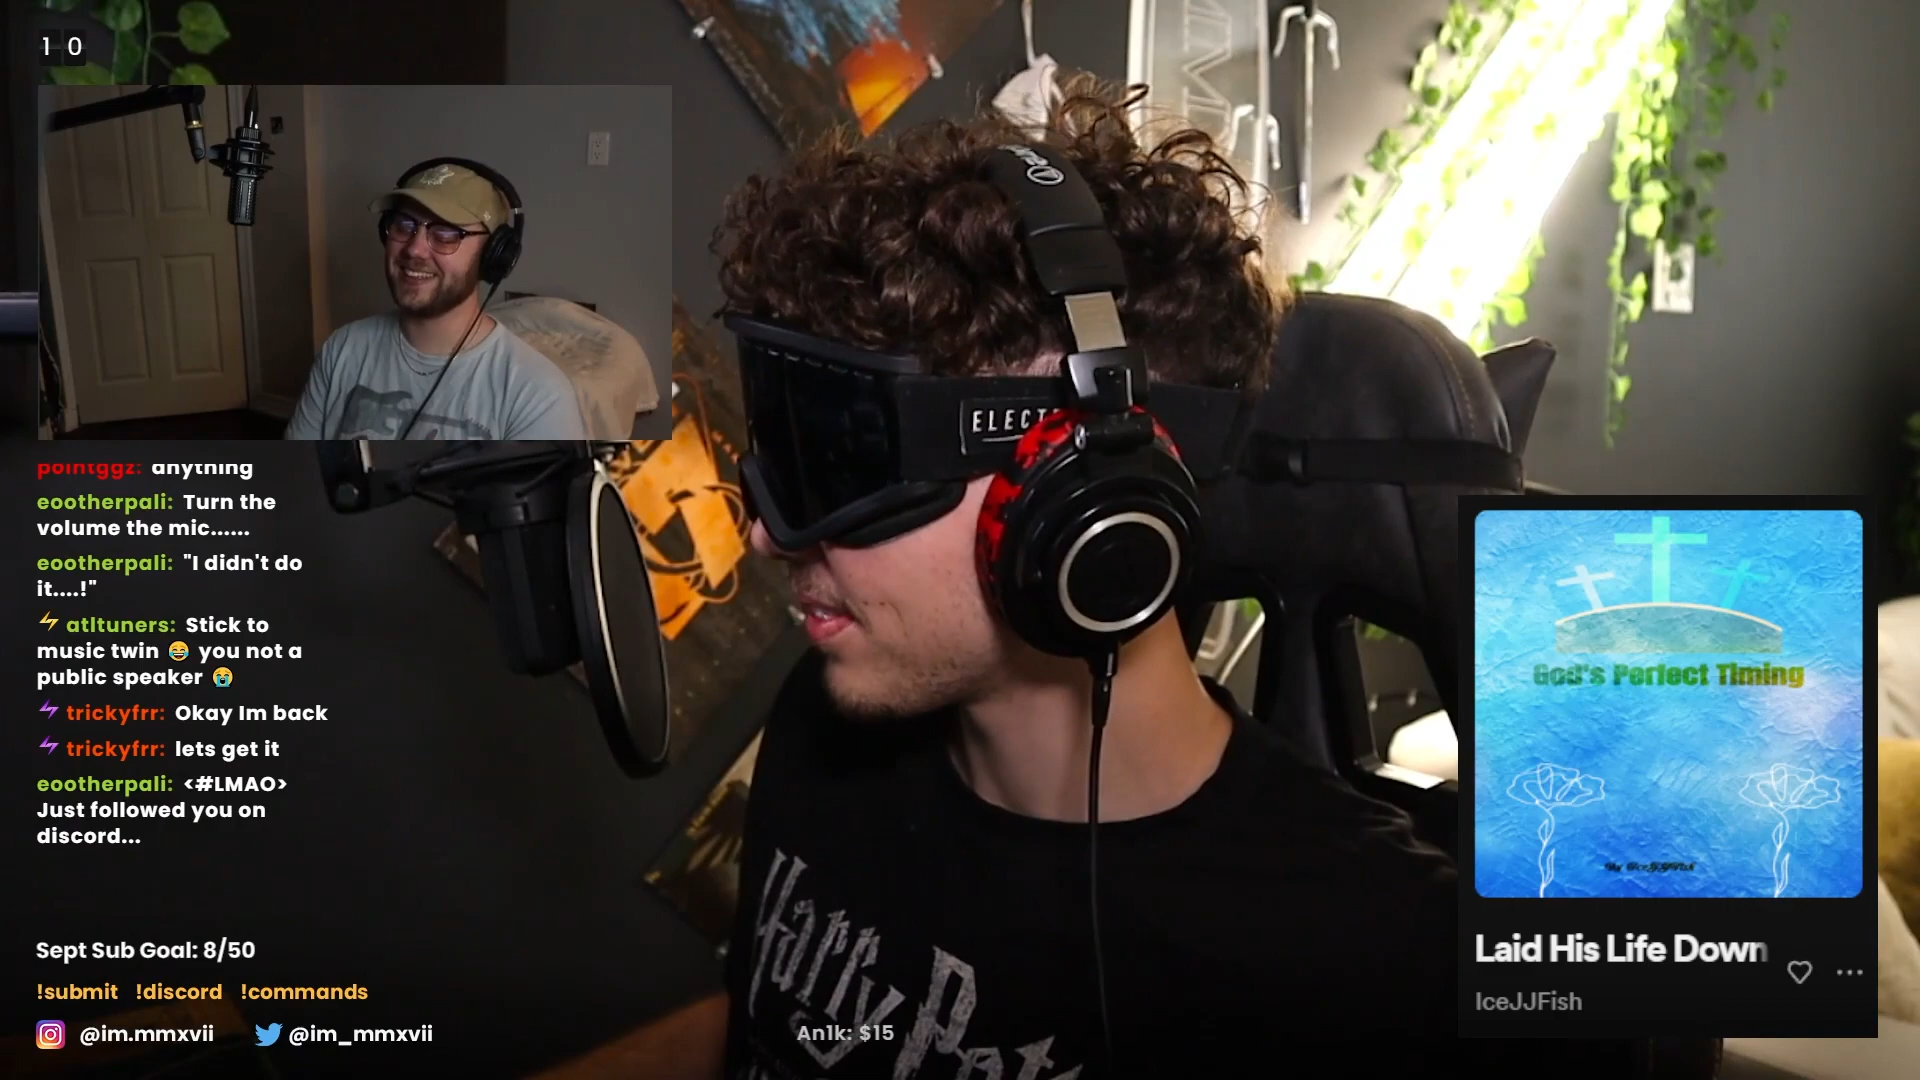 1 0
pointggz: anything
eootherpali: Turn the
volume the mic......
eootherpali: "I didn't do
it....!"
atltuners: Stick to
music twin 😂 you not a
public speaker 😭
trickyfrr: Okay Im back
trickyfrr: lets get it
eootherpali: <#LMAO>
Just followed you on
discord...
Sept Sub Goal: 8/50
!submit !discord !commands
@im.mmxvii @im_mmxvii
An1k: $15
ELECT
Harry Pot
God's Perfect Timing
By @IceJJFish
Laid His Life Down
IceJJFish